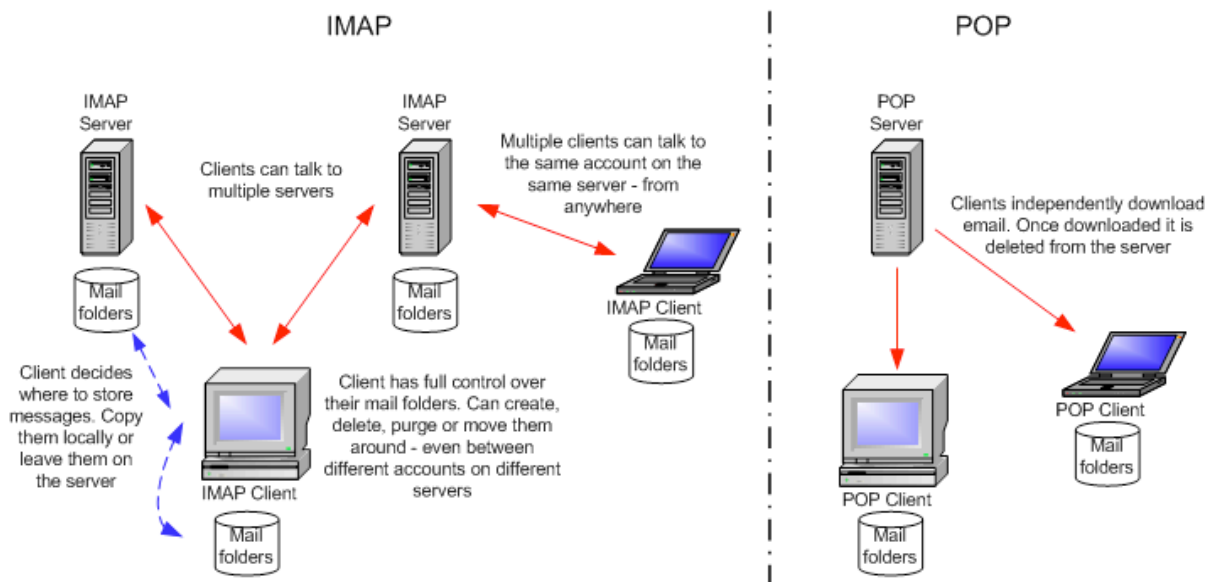 IMAP
POP
IMAP
Server
IMAP
Server
POP
Server
Clients can talk to
multiple servers
Multiple clients can talk to
the same account on the
same server - from
anywhere
Clients independently download
email. Once downloaded it is
deleted from the server
Mail
folders
Mail
folders
IMAP Client
Mail
folders
Client decides
where to store
messages. Copy
them locally or
leave them on
the server
Client has full control over
their mail folders. Can create,
delete, purge or move them
around - even between
different accounts on different
servers
IMAP Client
Mail
folders
POP Client
Mail
folders
POP Client
Mail
folders